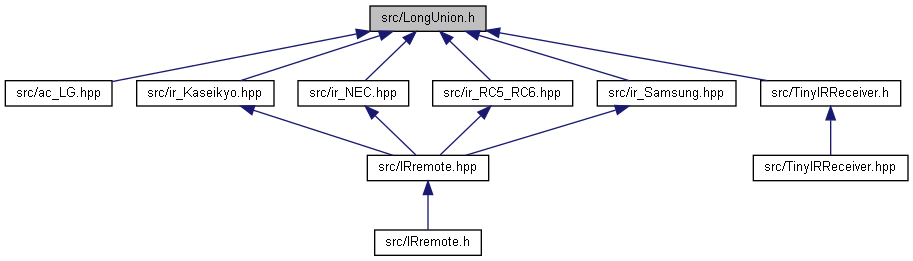 src/LongUnion.h
src/ac_LG.hpp
src/ir_Kaseikyo.hpp
src/ir_NEC.hpp
src/ir_RC5_RC6.hpp
src/ir_Samsung.hpp
src/TinyIRReceiver.h
src/IRremote.hpp
src/TinyIRReceiver.hpp
src/IRremote.h